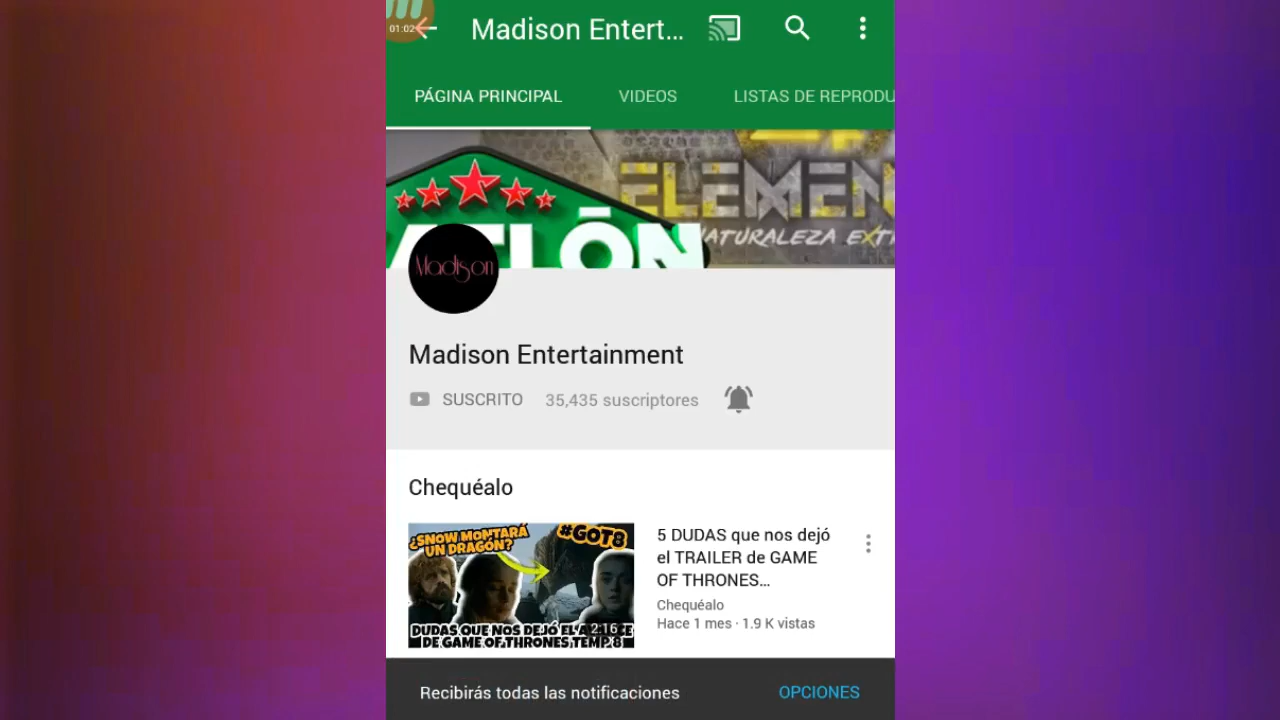 01:02
Madison Entert...
PÁGINA PRINCIPAL
VIDEOS
LISTAS DE REPRODU
ELEMEN
NATURALEZA EXT
ATLÓN
Madison
Madison Entertainment
SUSCRITO
35,435 suscriptores
Chequéalo
¿SNOW MONTARÁ
UN DRAGÓN?
#GOT8
DUDAS QUE NOS DEJÓ EL A
CE
2:16
DE GAME OF THRONES TEMP 8
5 DUDAS que nos dejó
el TRAILER de GAME
OF THRONES...
Chequéalo
Hace 1 mes · 1.9 K vistas
Recibirás todas las notificaciones
OPCIONES